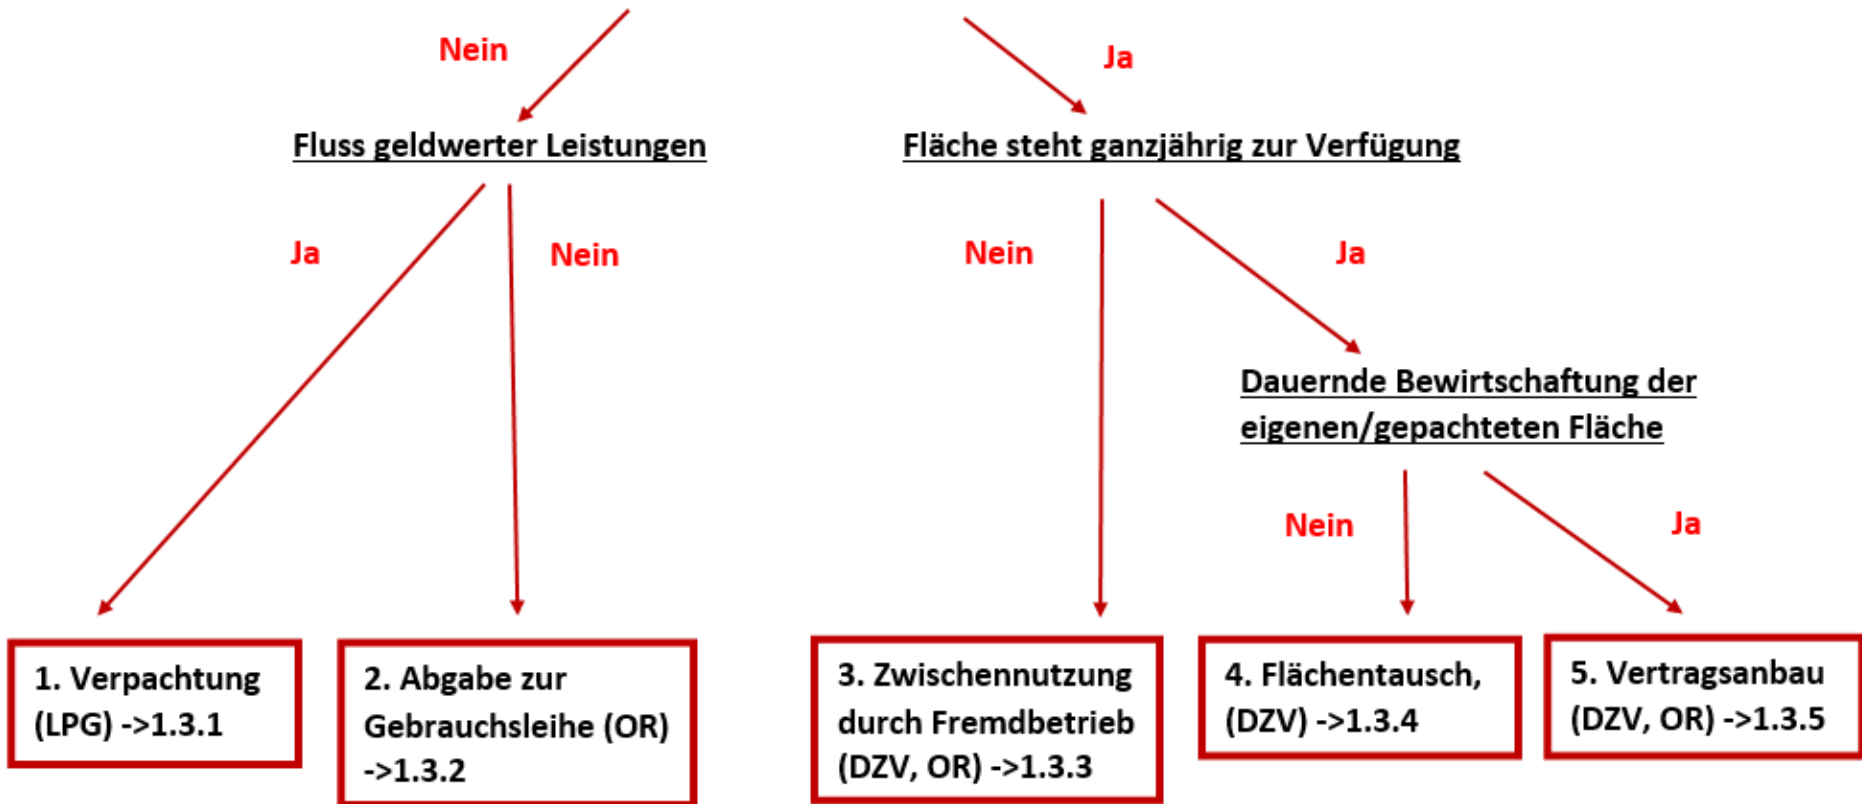 Nein
Ja
Fluss geldwerter Leistungen
Fläche steht ganzjährig zur Verfügung
Ja
Nein
Nein
Ja
Dauernde Bewirtschaftung der
eigenen/gepachteten Fläche
Nein
Ja
1. Verpachtung
(LPG) ->1.3.1
2. Abgabe zur
Gebrauchsleihe (OR)
->1.3.2
3. Zwischennutzung
durch Fremdbetrieb
(DZV, OR) ->1.3.3
4. Flächentausch,
(DZV) ->1.3.4
5. Vertragsanbau
(DZV, OR) ->1.3.5